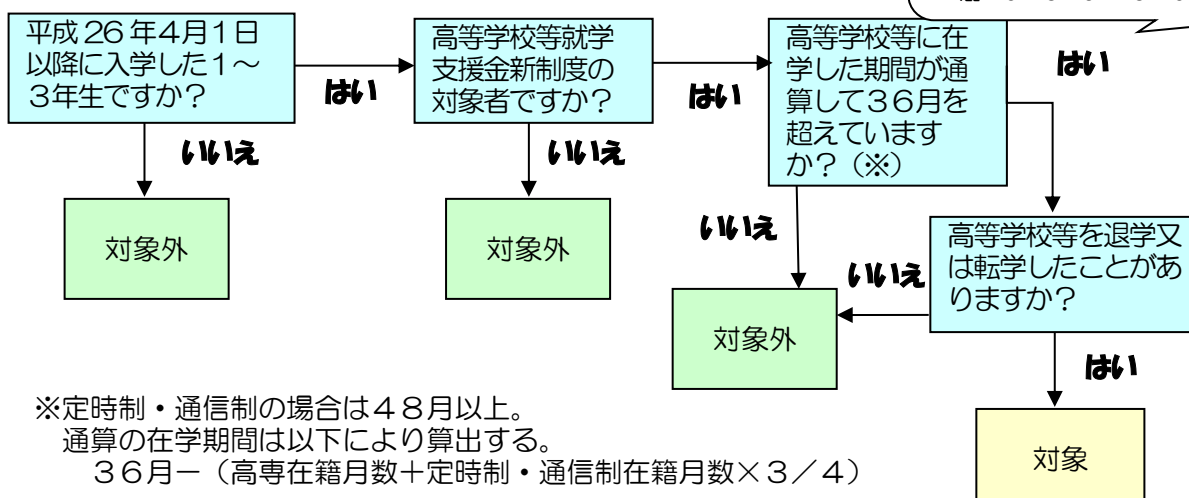 平成26年4月1日
以降に入学した1～
3年生ですか？
はい
いいえ
対象外
高等学校等就学
支援金新制度の
対象者ですか？
はい
いいえ
対象外
高等学校等に在
学した期間が通
算して３６月を
超えています
か？（※）
はい
いいえ
対象外
高等学校等を退学又
は転学したことがあ
りますか？
いいえ
はい
対象
※定時制・通信制の場合は４８月以上。
通算の在学期間は以下により算出する。
３６月－（高専在籍月数＋定時制・通信制在籍月数×３／４）